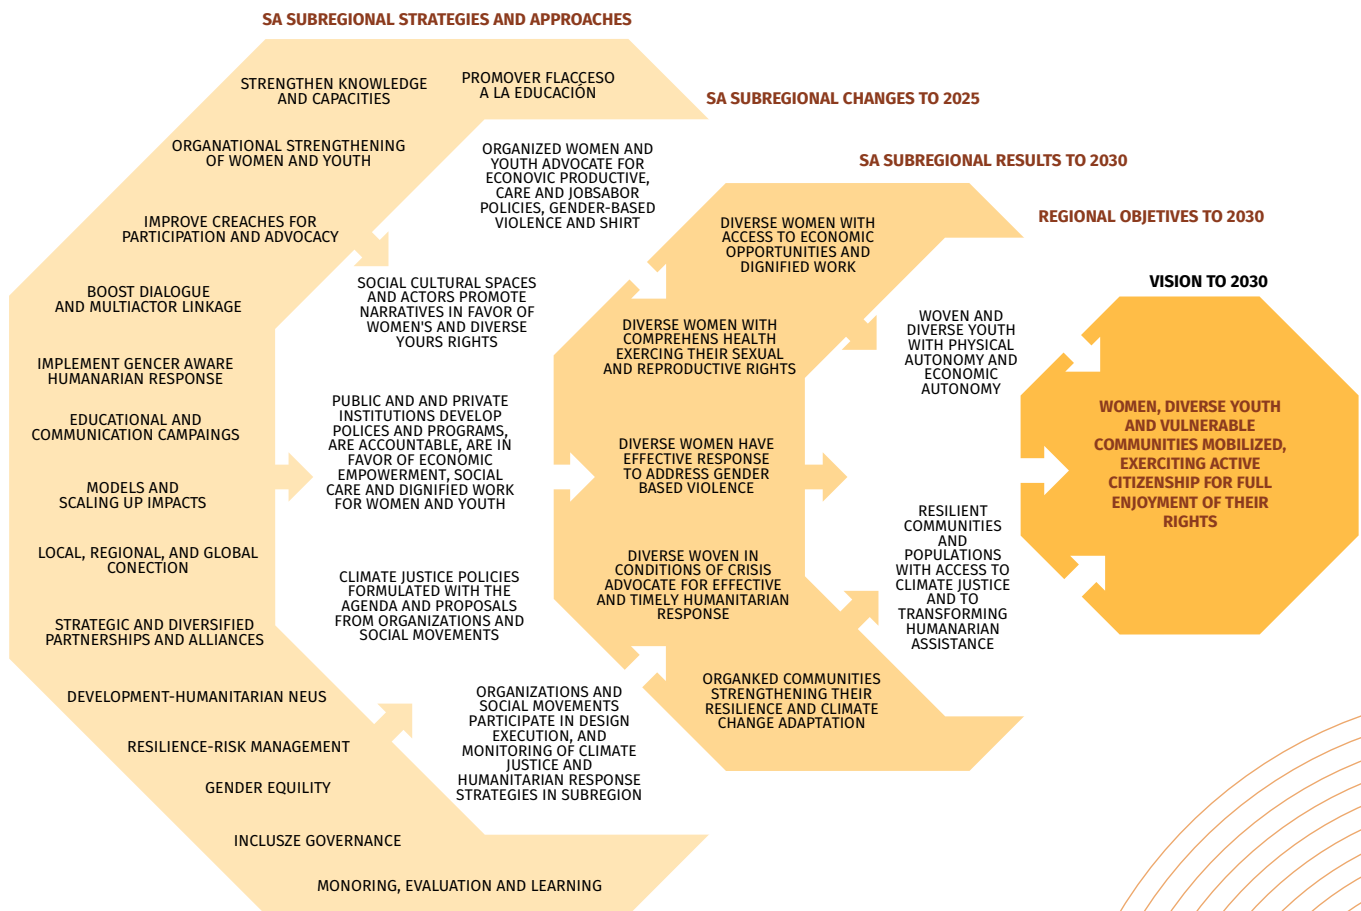 SA SUBREGIONAL STRATEGIES AND APPROACHES
STRENGTHEN KNOWLEDGE
AND CAPACITIES
PROMOVER FLACCESO
A LA EDUCACIÓN
ORGANATIONAL STRENGTHENING
OF WOMEN AND YOUTH
IMPROVE CREACHES FOR
PARTICIPATION AND ADVOCACY
BOOST DIALOGUE
AND MULTIACTOR LINKAGE
IMPLEMENT GENCER AWARE
HUMANARIAN RESPONSE
EDUCATIONAL AND
COMMUNICATION CAMPAINGS
MODELS AND
SCALING UP IMPACTS
LOCAL, REGIONAL, AND GLOBAL
CONECTION
STRATEGIC AND DIVERSIFIED
PARTNERSHIPS AND ALLIANCES
DEVELOPMENT-HUMANITARIAN NEUS
RESILIENCE-RISK MANAGEMENT
GENDER EQUILITY
INCLUSZE GOVERNANCE
MONORING, EVALUATION AND LEARNING
SA SUBREGIONAL CHANGES TO 2025
ORGANIZED WOMEN AND
YOUTH ADVOCATE FOR
ECONOVIC PRODUCTIVE,
CARE AND JOBSABOR
POLICIES, GENDER-BASED
VIOLENCE AND SHIRT
SOCIAL CULTURAL SPACES
AND ACTORS PROMOTE
NARRATIVES IN FAVOR OF
WOMEN'S AND DIVERSE
YOURS RIGHTS
PUBLIC AND AND PRIVATE
INSTITUTIONS DEVELOP
POLICES AND PROGRAMS,
ARE ACCOUNTABLE, ARE IN
FAVOR OF ECONOMIC
EMPOWERMENT, SOCIAL
CARE AND DIGNIFIED WORK
FOR WOMEN AND YOUTH
CLIMATE JUSTICE POLICIES
FORMULATED WITH THE
AGENDA AND PROPOSALS
FROM ORGANIZATIONS AND
SOCIAL MOVEMENTS
ORGANIZATIONS AND
SOCIAL MOVEMENTS
PARTICIPATE IN DESIGN
EXECUTION, AND
MONITORING OF CLIMATE
JUSTICE AND
HUMANITARIAN RESPONSE
STRATEGIES IN SUBREGION
SA SUBREGIONAL RESULTS TO 2030
DIVERSE WOMEN WITH
ACCESS TO ECONOMIC
OPPORTUNITIES AND
DIGNIFIED WORK
DIVERSE WOMEN WITH
COMPREHENS HEALTH
EXERCING THEIR SEXUAL
AND REPRODUCTIVE RIGHTS
DIVERSE WOMEN HAVE
EFFECTIVE RESPONSE
TO ADDRESS GENDER
BASED VIOLENCE
DIVERSE WOVEN IN
CONDITIONS OF CRISIS
ADVOCATE FOR EFFECTIVE
AND TIMELY HUMANITARIAN
RESPONSE
ORGANKED COMMUNITIES
STRENGTHENING THEIR
RESILIENCE AND CLIMATE
CHANGE ADAPTATION
REGIONAL OBJETIVES TO 2030
WOVEN AND
DIVERSE YOUTH
WITH PHYSICAL
AUTONOMY AND
ECONOMIC
AUTONOMY
RESILIENT
COMMUNITIES
AND
POPULATIONS
WITH ACCESS TO
CLIMATE JUSTICE
AND TO
TRANSFORMING
HUMANARIAN
ASSISTANCE
VISION TO 2030
WOMEN, DIVERSE YOUTH
AND VULNERABLE
COMMUNITIES MOBILIZED,
EXERCITING ACTIVE
CITIZENSHIP FOR FULL
ENJOYMENT OF THEIR
RIGHTS